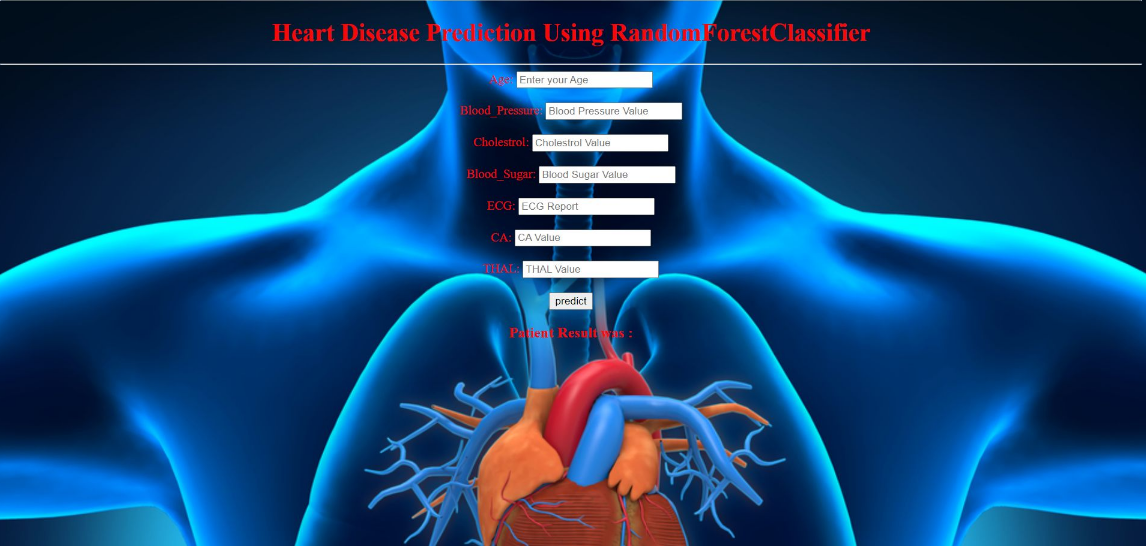 Heart Disease Prediction Using RandomForestClassifier
Age: Enter your Age
Blood_Pressure: Blood Pressure Value
Cholestrol: Cholestrol Value
Blood_Sugar: Blood Sugar Value
ECG: ECG Report
CA: CA Value
THAL: THAL Value
predict
Patient Result was :